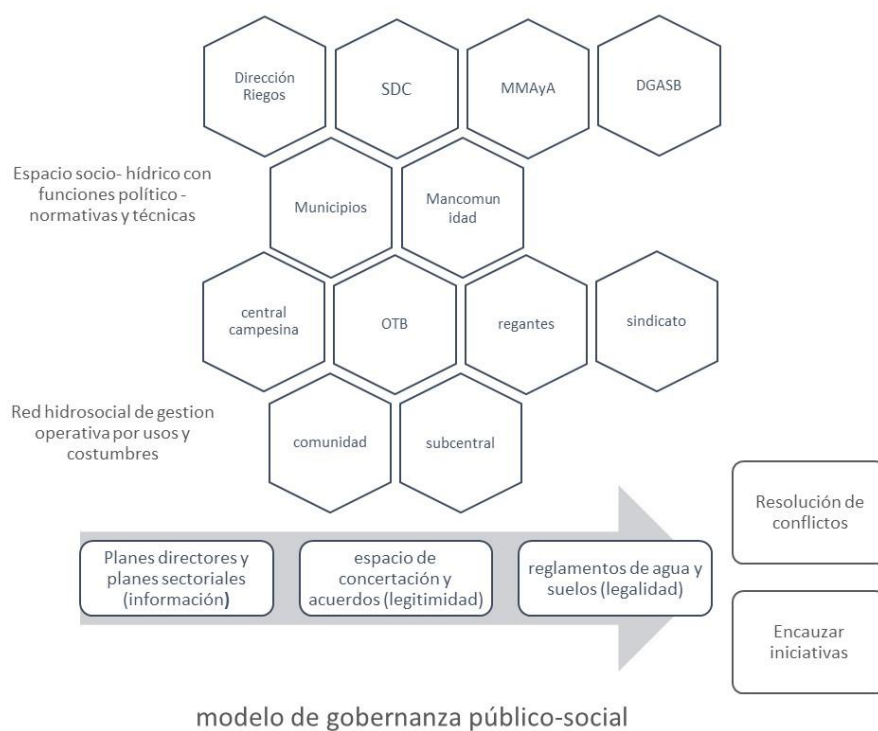 Dirección
Riegos
SDC
MMAyA
DGASB
Espacio socio- hídrico con
funciones político -
normativas y técnicas
Municipios
Mancomun
idad
central
campesina
OTB
regantes
sindicato
Red hidrosocial de gestion
operativa por usos y
costumbres
comunidad
subcentral
Planes directores y
planes sectoriales
(información)
espacio de
concertación y
acuerdos (legitimidad)
reglamentos de agua y
suelos (legalidad)
Resolución de
conflictos
Encauzar
iniciativas
modelo de gobernanza público-social